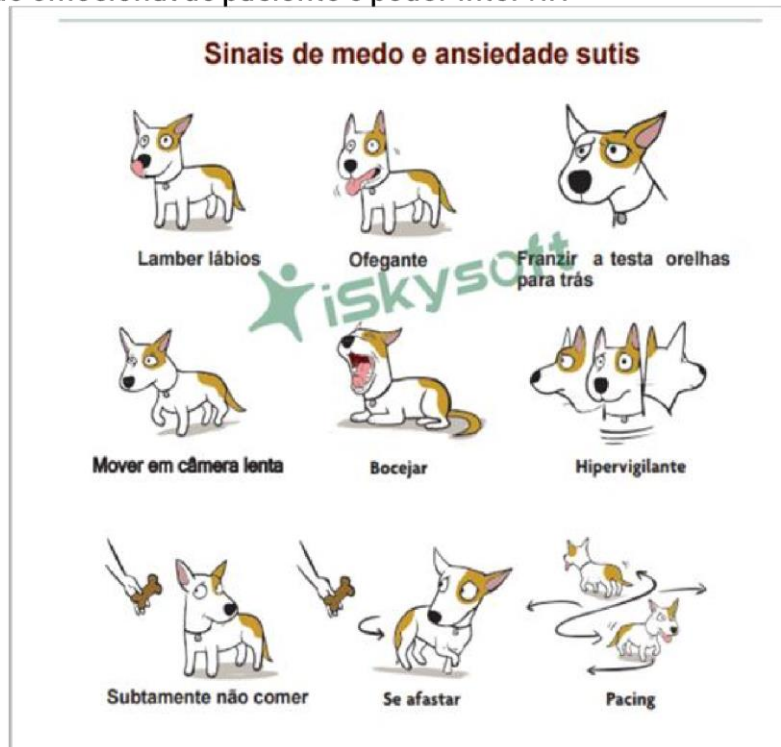 Sinais de medo e ansiedade sutis
Lamber lábios
Ofegante
Franzir a testa orelhas
para trás
iSkysoft
Mover em câmera lenta
Bocejar
Hipervigilante
Subtamente não comer
Se afastar
Pacing